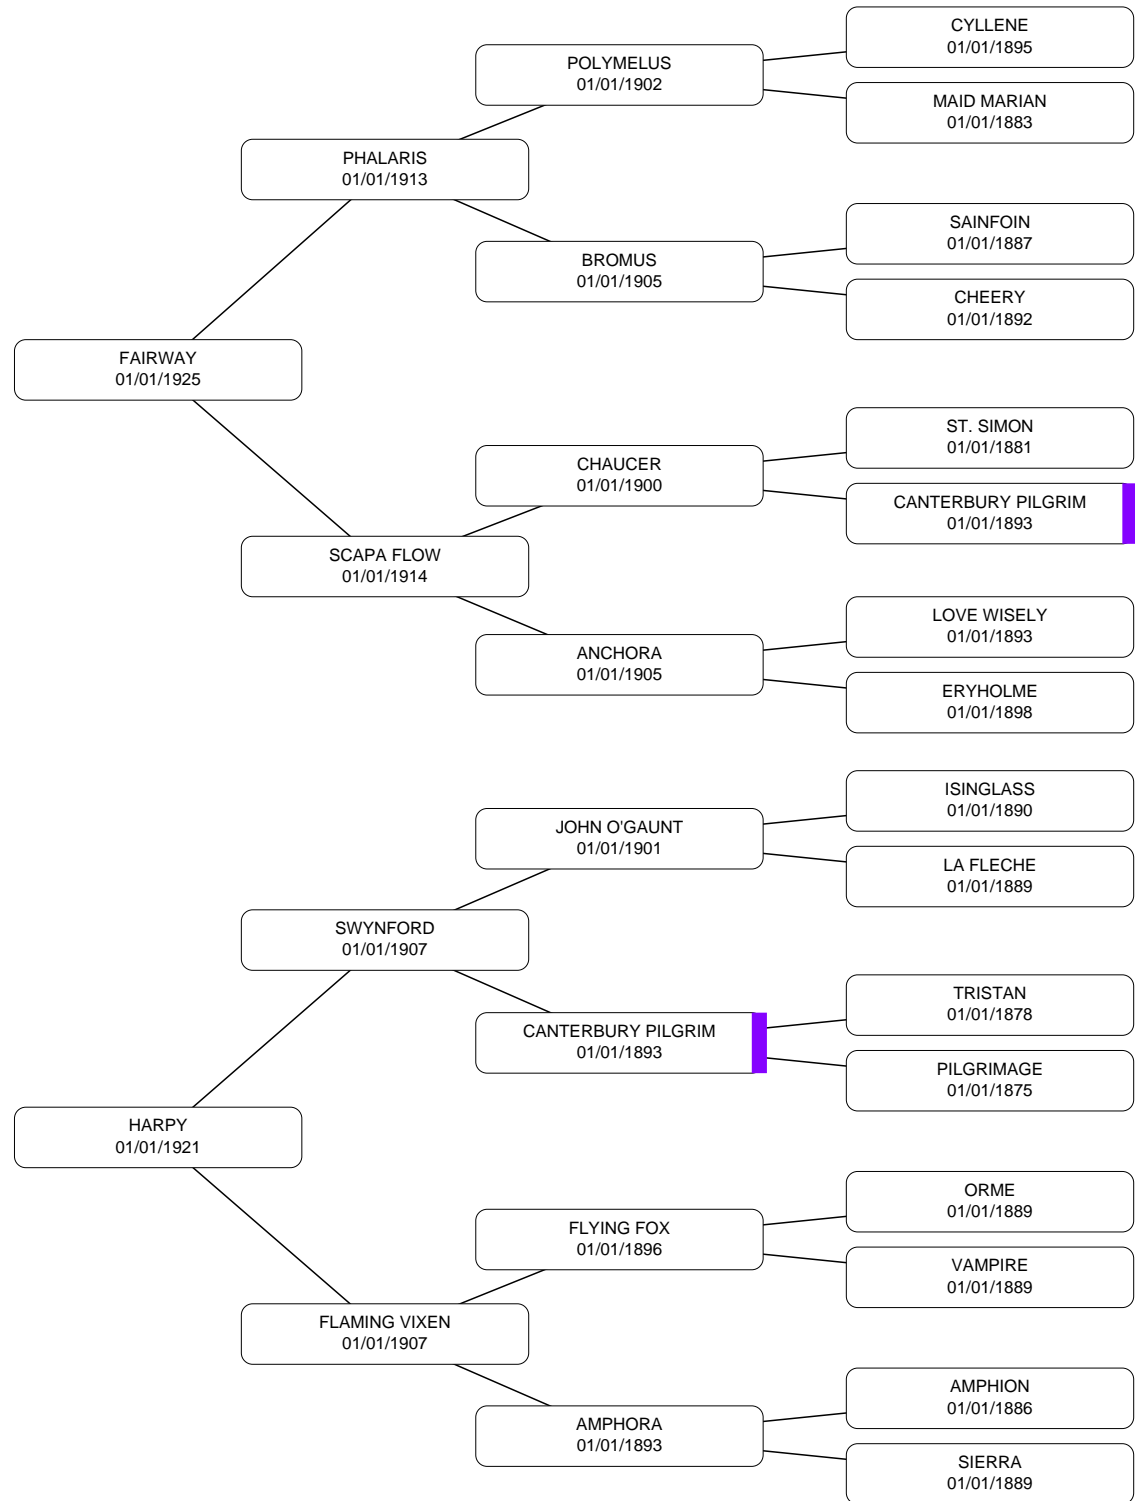 CYLLENE
01/01/1895
POLYMELUS
01/01/1902
MAID MARIAN
01/01/1883
PHALARIS
01/01/1913
SAINFOIN
01/01/1887
BROMUS
01/01/1905
CHEERY
01/01/1892
FAIRWAY
01/01/1925
ST. SIMON
01/01/1881
CHAUCER
01/01/1900
CANTERBURY PILGRIM
01/01/1893
SCAPA FLOW
01/01/1914
LOVE WISELY
01/01/1893
ANCHORA
01/01/1905
ERYHOLME
01/01/1898
ISINGLASS
01/01/1890
JOHN O'GAUNT
01/01/1901
LA FLECHE
01/01/1889
SWYNFORD
01/01/1907
TRISTAN
01/01/1878
CANTERBURY PILGRIM
01/01/1893
PILGRIMAGE
01/01/1875
HARPY
01/01/1921
ORME
01/01/1889
FLYING FOX
01/01/1896
VAMPIRE
01/01/1889
FLAMING VIXEN
01/01/1907
AMPHION
01/01/1886
AMPHORA
01/01/1893
SIERRA
01/01/1889